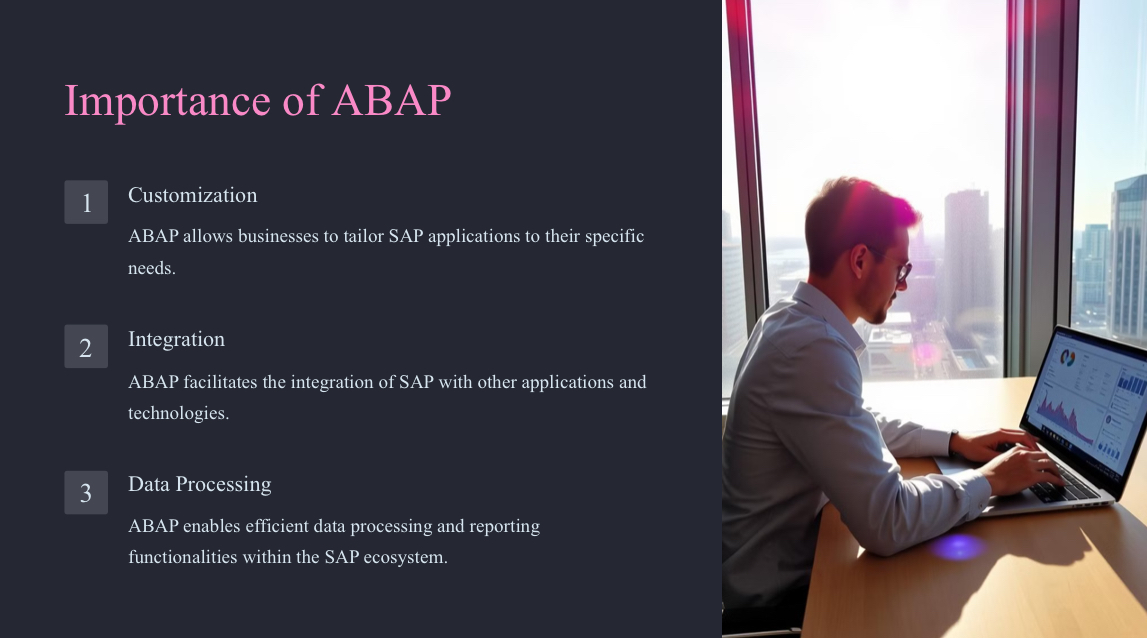 Importance of ABAP
1
Customization
ABAP allows businesses to tailor SAP applications to their specific
needs.
2
Integration
ABAP facilitates the integration of SAP with other applications and
technologies.
3
Data Processing
ABAP enables efficient data processing and reporting
functionalities within the SAP ecosystem.